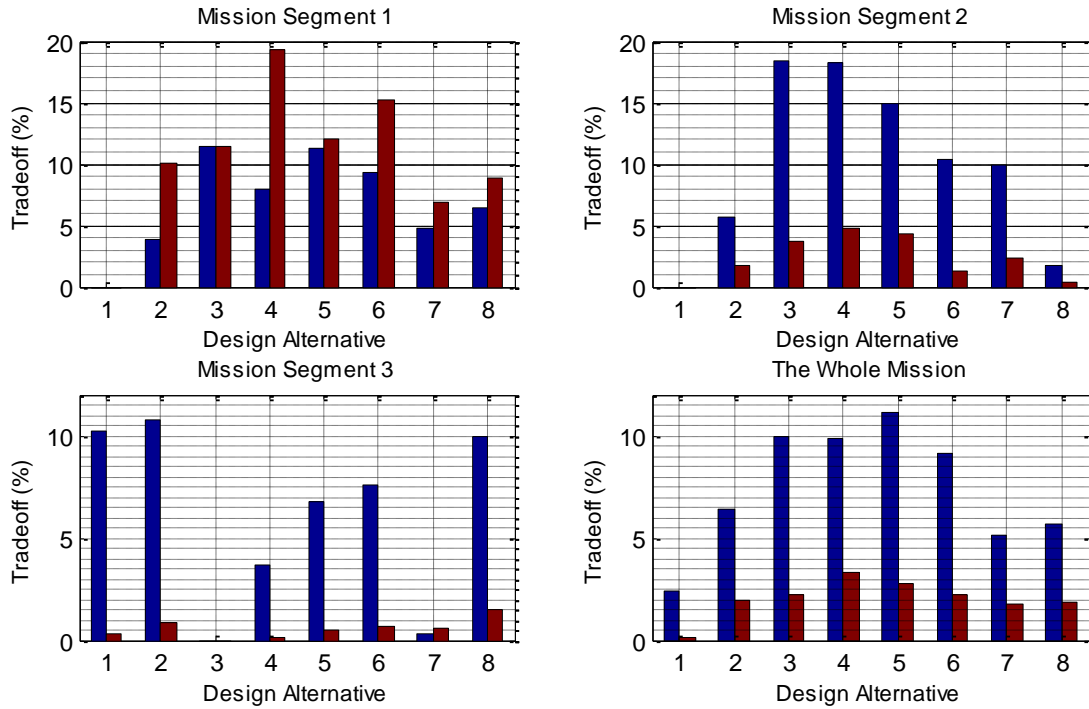 Mission Segment 1
Tradeoff (%)
20
15
10
5
0
1 2 3 4 5 6 7 8
Design Alternative
Mission Segment 2
Tradeoff (%)
20
15
10
5
0
1 2 3 4 5 6 7 8
Design Alternative
Mission Segment 3
Tradeoff (%)
10
5
0
1 2 3 4 5 6 7 8
Design Alternative
The Whole Mission
Tradeoff (%)
10
5
0
1 2 3 4 5 6 7 8
Design Alternative